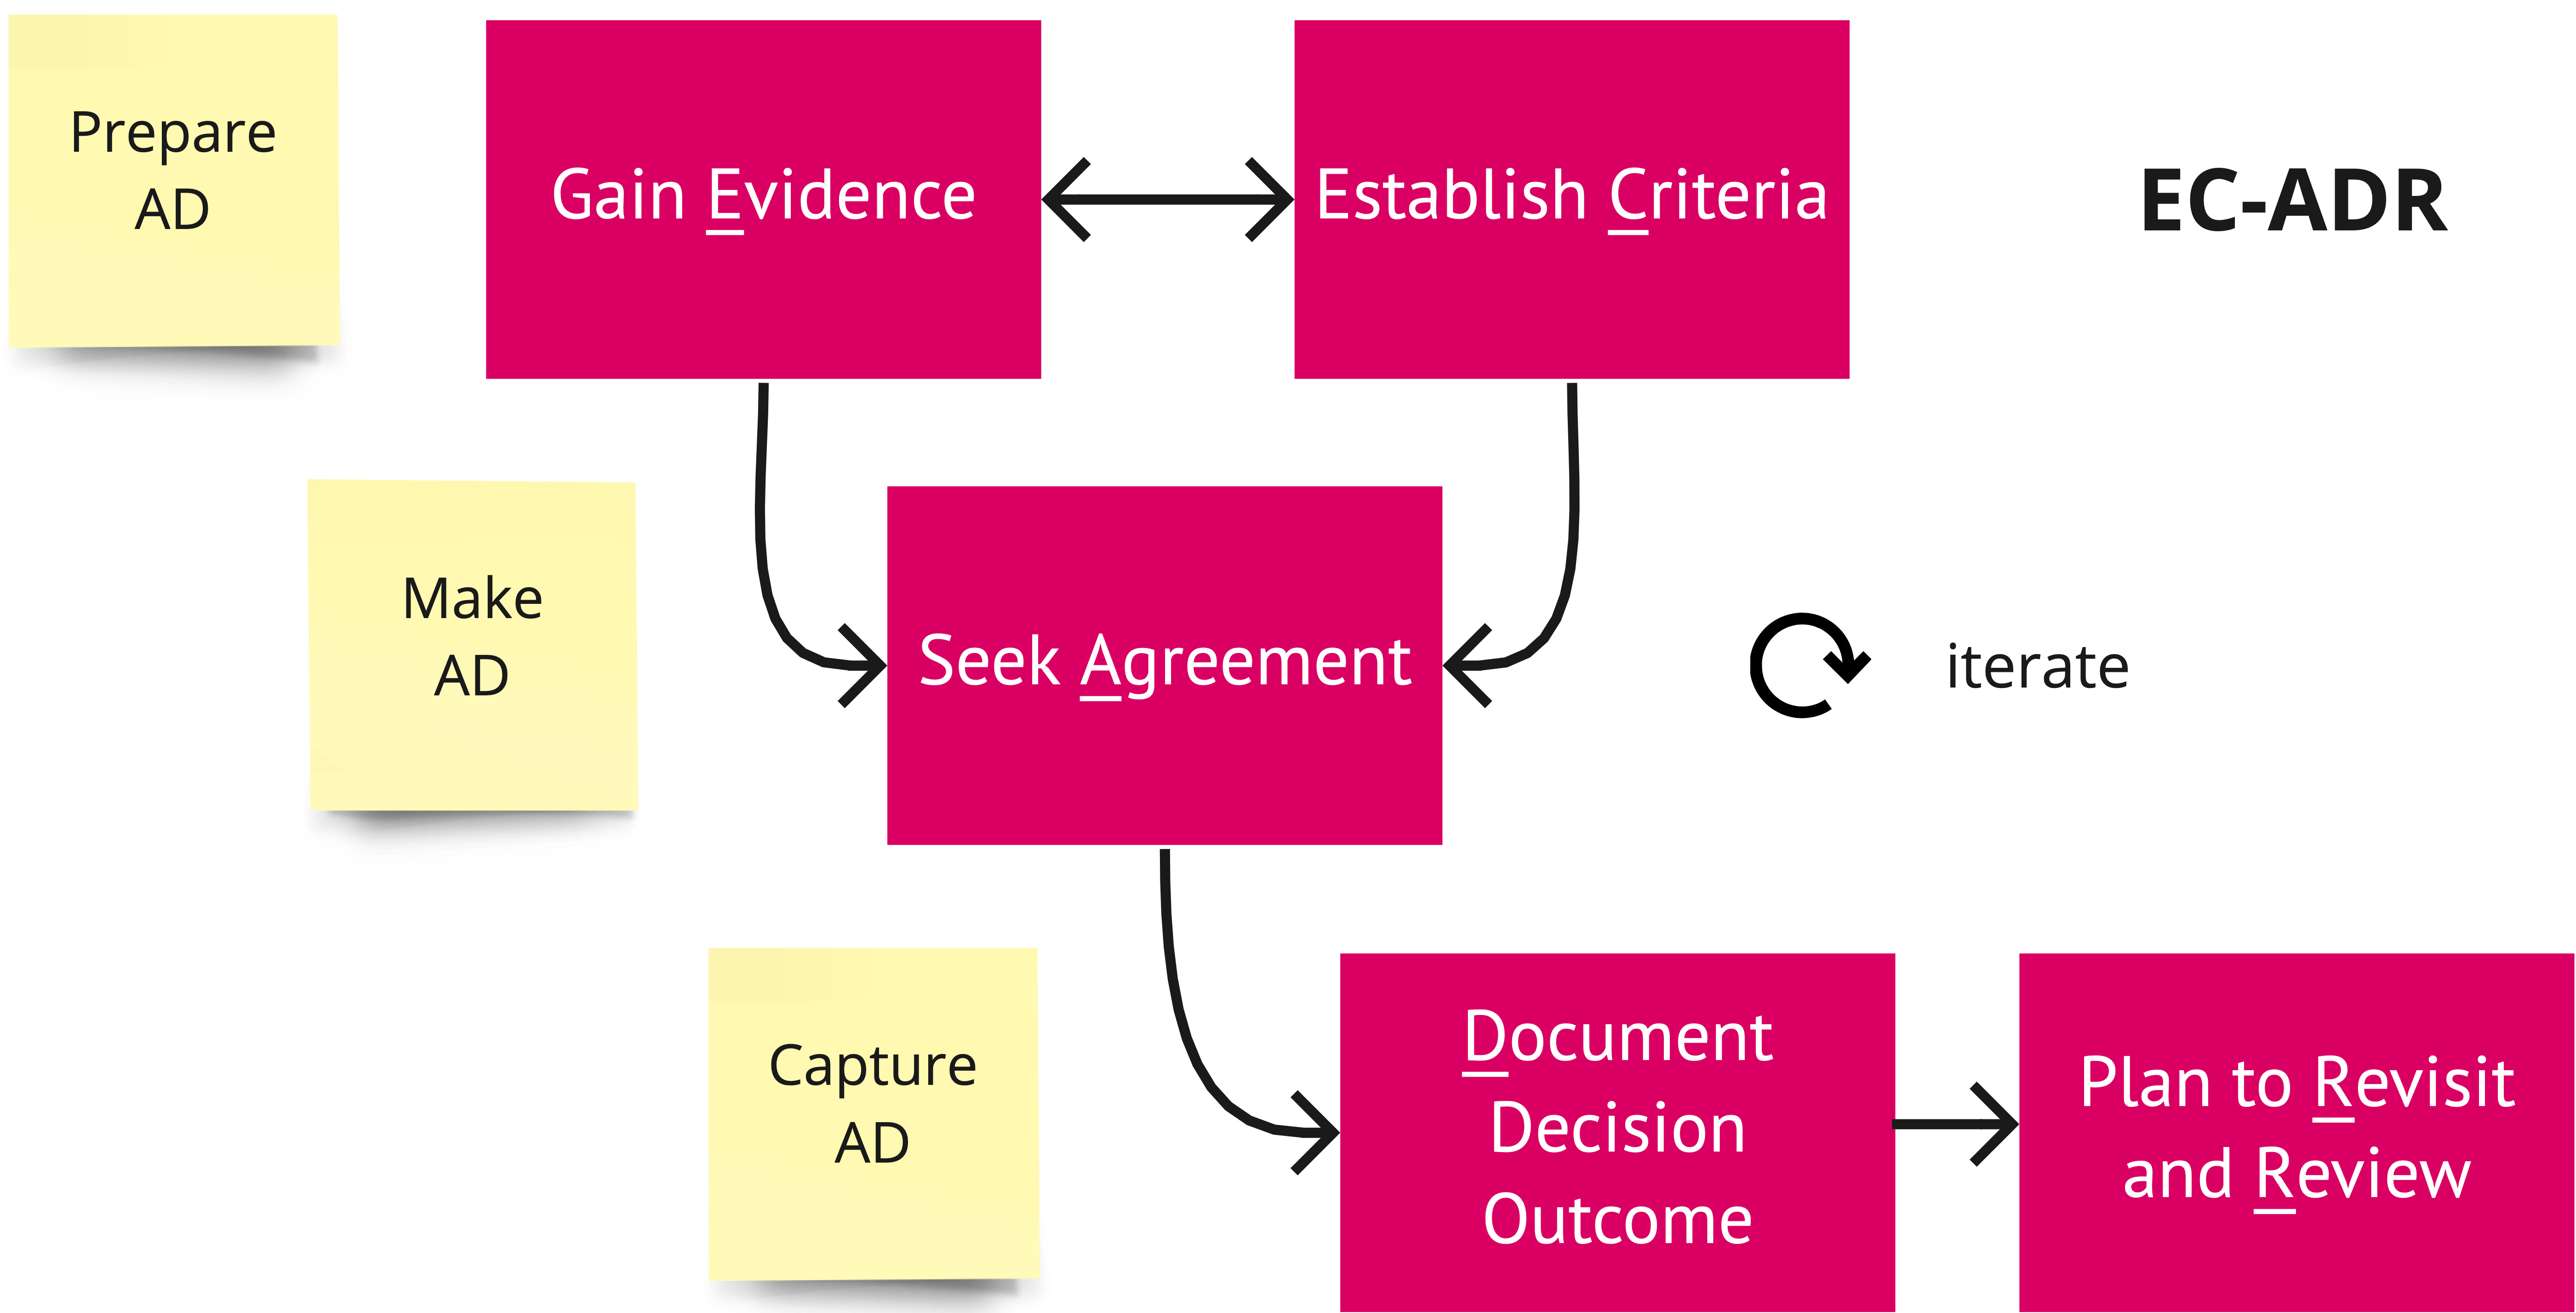 Prepare
AD
Gain Evidence
Establish Criteria
EC-ADR
Make
AD
Seek Agreement
iterate
Capture
AD
Document
Decision
Outcome
Plan to Revisit
and Review